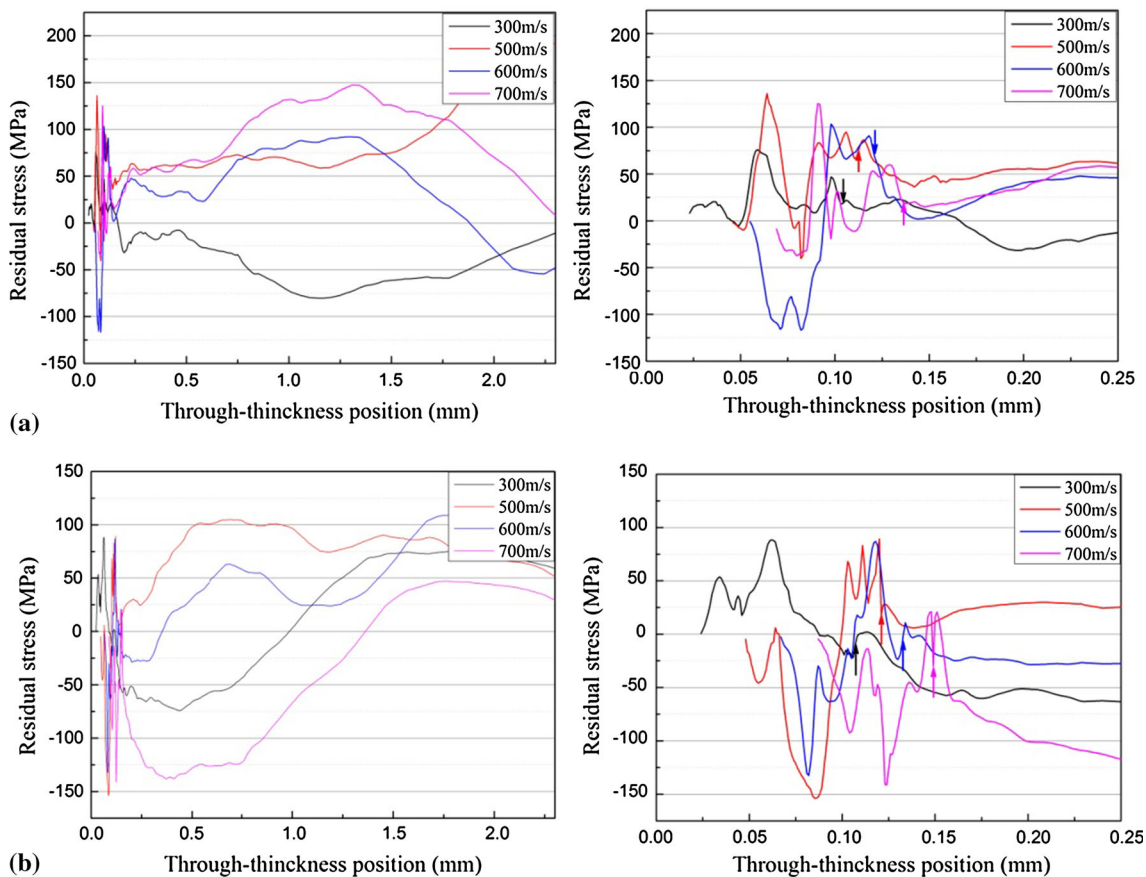 300m/s
500m/s
600m/s
700m/s
200
150
100
50
0
-50
-100
-150
Residual stress (MPa)
0.0
0.5
1.0
1.5
2.0
Through-thinckness position (mm)
300m/s
500m/s
600m/s
700m/s
200
150
100
50
0
-50
-100
-150
Residual stress (MPa)
0.00
0.05
0.10
0.15
0.20
0.25
Through-thinckness position (mm)
(a)
300m/s
500m/s
600m/s
700m/s
150
100
50
0
-50
-100
-150
Residual stress (MPa)
0.0
0.5
1.0
1.5
2.0
Through-thinckness position (mm)
300m/s
500m/s
600m/s
700m/s
150
100
50
0
-50
-100
-150
Residual stress (MPa)
0.00
0.05
0.10
0.15
0.20
0.25
Through-thinckness position (mm)
(b)